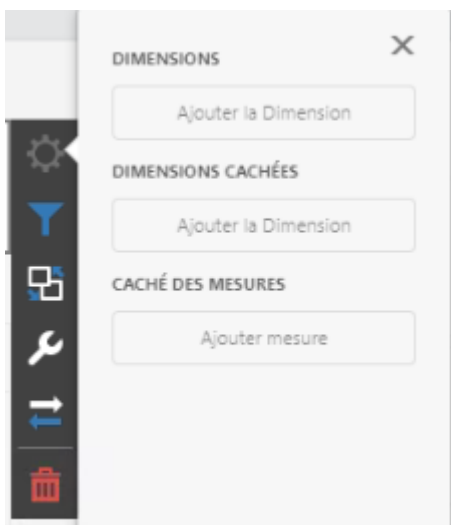 DIMENSIONS
Ajouter la Dimension
DIMENSIONS CACHÉES
Ajouter la Dimension
CACHÉ DES MESURES
Ajouter mesure